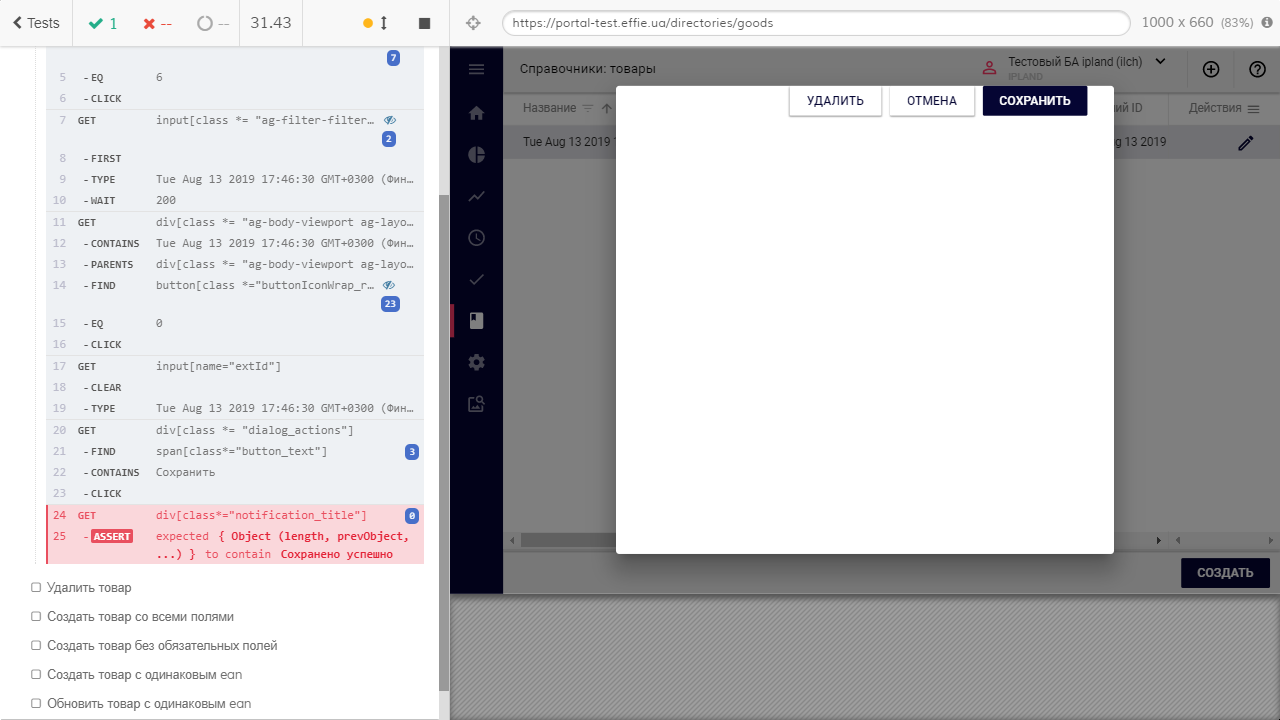 Tests
1
--
--
31.43
https://portal-test.effie.ua/directories/goods
1000 x 660 (83%)
7
5 - EQ 6
6 - CLICK
7 GET input[class *= "ag-filter-filter…
2
8 - FIRST
9 - TYPE Tue Aug 13 2019 17:46:30 GMT+0300 (Фин…
10 - WAIT 200
11 GET div[class *= "ag-body-viewport ag-layo…
12 - CONTAINS Tue Aug 13 2019 17:46:30 GMT+0300 (Фин…
13 - PARENTS div[class *= "ag-body-viewport ag-layo…
14 - FIND button[class *="buttonIconWrap_r…
23
15 - EQ 0
16 - CLICK
17 GET input[name="extId"]
18 - CLEAR
19 - TYPE Tue Aug 13 2019 17:46:30 GMT+0300 (Фин…
20 GET div[class *= "dialog_actions"]
21 - FIND span[class*="button_text"] 3
22 - CONTAINS Сохранить
23 - CLICK
24 GET div[class*="notification_title"] 0
25 - ASSERT expected { Object (length, prevObject,
...) } to contain Сохранено успешно
Удалить товар
Создать товар со всеми полями
Создать товар без обязательных полей
Создать товар с одинаковым ean
Обновить товар с одинаковым ean
Справочники: товары
Тестовый БА ipland (ilch)
IPLAND
Название
ID
Действия
Tue Aug 13 2019
13 2019
УДАЛИТЬ
ОТМЕНА
СОХРАНИТЬ
СОЗДАТЬ